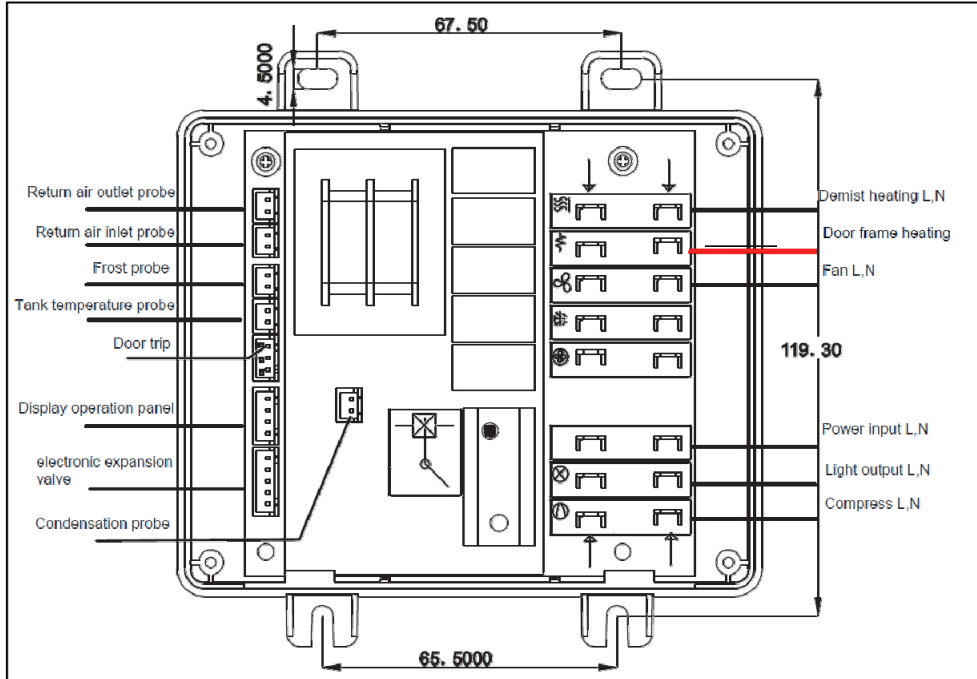 67. 50
4. 5000
Return air outlet probe
Return air inlet probe
Frost probe
Tank temperature probe
Door trip
Display operation panel
electronic expansion
valve
Condensation probe
Demist heating L,N
Door frame heating
Fan L,N
119. 30
Power input L,N
Light output L,N
Compress L,N
65. 5000